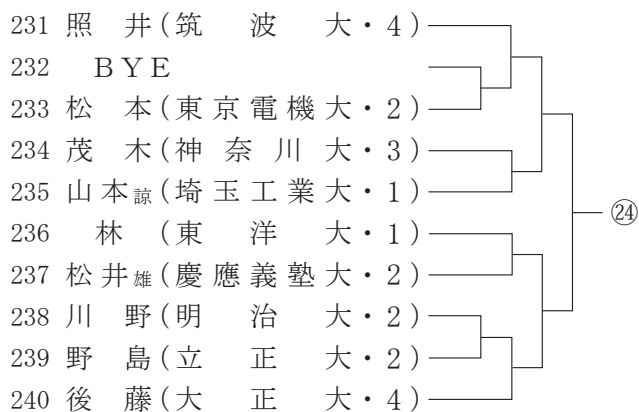 231 照井(筑波大・4)
232 BYE
233 松本(東京電機大・2)
234 茂木(神奈川大・3)
235 山本諒(埼玉工業大・1)
236 林(東洋大・1)
237 松井雄(慶應義塾大・2)
238 川野(明治大・2)
239 野島(立正大・2)
240 後藤(大正大・4)
㉔